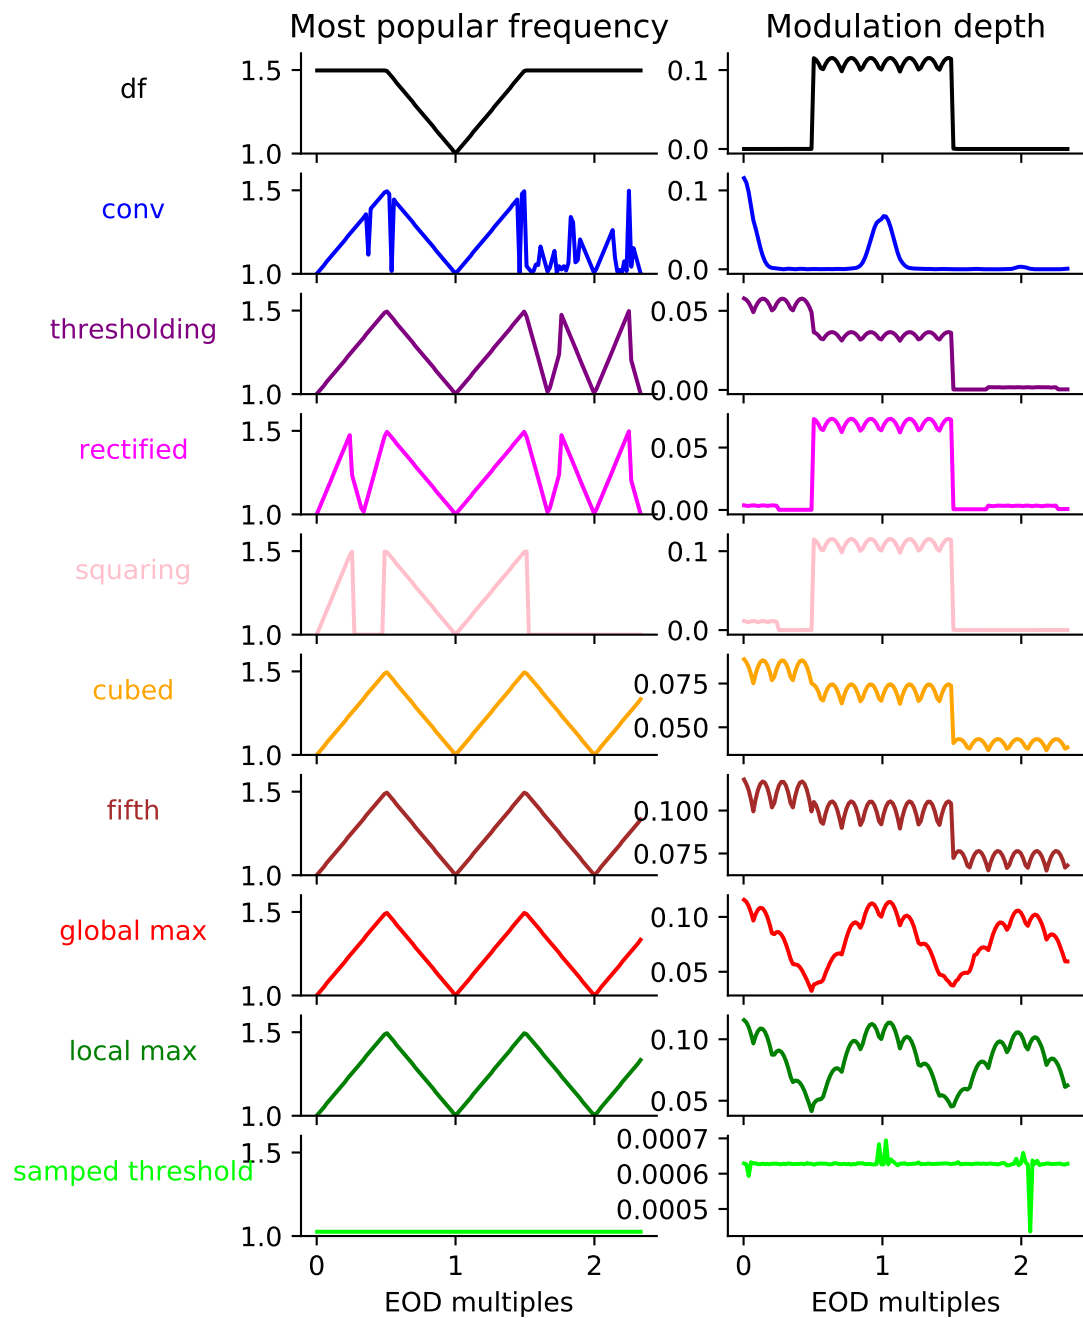 Most popular frequency Modulation depth
df 1.5 1.0 0.1 0.0
conv 1.5 1.0 0.1 0.0
thresholding 1.5 1.0 0.05 0.00
rectified 1.5 1.0 0.05 0.00
squaring 1.5 1.0 0.1 0.0
cubed 1.5 1.0 0.075 0.050
fifth 1.5 1.0 0.100 0.075
global max 1.5 1.0 0.10 0.05
local max 1.5 1.0 0.10 0.05
samped threshold 1.5 1.0 0.0007 0.0006 0.0005
0 1 2 0 1 2
EOD multiples EOD multiples